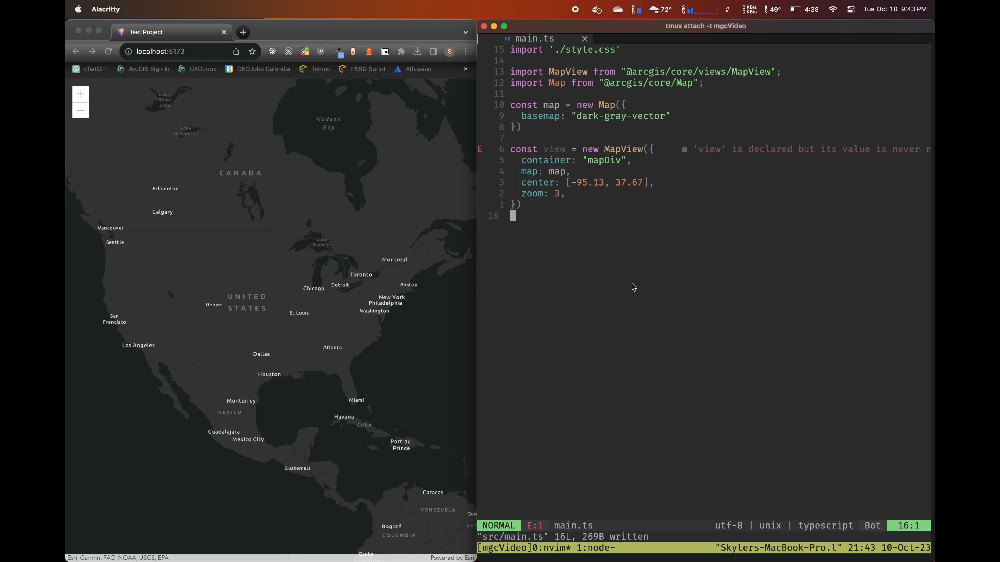 Alacritty
MEM
72°
CPU
0 KB/s
0 KB/s
SEN
49°
4:38
Tue Oct 10 9:43 PM
Test Project
localhost:5173
S
chatGPT
ArcGIS Sign In
GEOJobe
10
GEOJobe Calendar
Tempo
PSSD Sprint
Atlassian
»
Great
Slave
Lake
Lake
Athabasca
Hudson
Bay
CANADA
Edmonton
Calgary
Vancouver
Seattle
Lake
Superior
Montreal
Toronto
Chicago
Detroit
Boston
New York
Philadelphia
UNITED
STATES
Denver
St Louis
Washington
San
Francisco
Los Angeles
Atlanta
Dallas
Houston
Monterrey
MÉXICO
Miami
Havana
CUBA
Guadalajara
Mexico City
Port-au-
Prince
Guatemala
Caracas
VENEZUELA
Geo
GUY
Bogotá
COLOMBIA
Quito
ECUADOR
Esri, Garmin, FAO, NOAA, USGS, EPA
Powered by Esri
tmux attach -t mgcVideo
TS main.ts
15 import './style.css'
14
13 import MapView from "@arcgis/core/views/MapView";
12 import Map from "@arcgis/core/Map";
11
10 const map = new Map({
9 basemap: "dark-gray-vector"
8 })
7
E 6 const view = new MapView({ ■ 'view' is declared but its value is never r
5 container: "mapDiv",
4 map: map,
3 center: [-95.13, 37.67],
2 zoom: 3,
1 })
16
NORMAL E:1 main.ts utf-8 | unix | typescript Bot 16:1
"src/main.ts" 16L, 269B written
[mgcVideo]0:nvim* 1:node- "Skylers-MacBook-Pro.l" 21:43 10-Oct-23